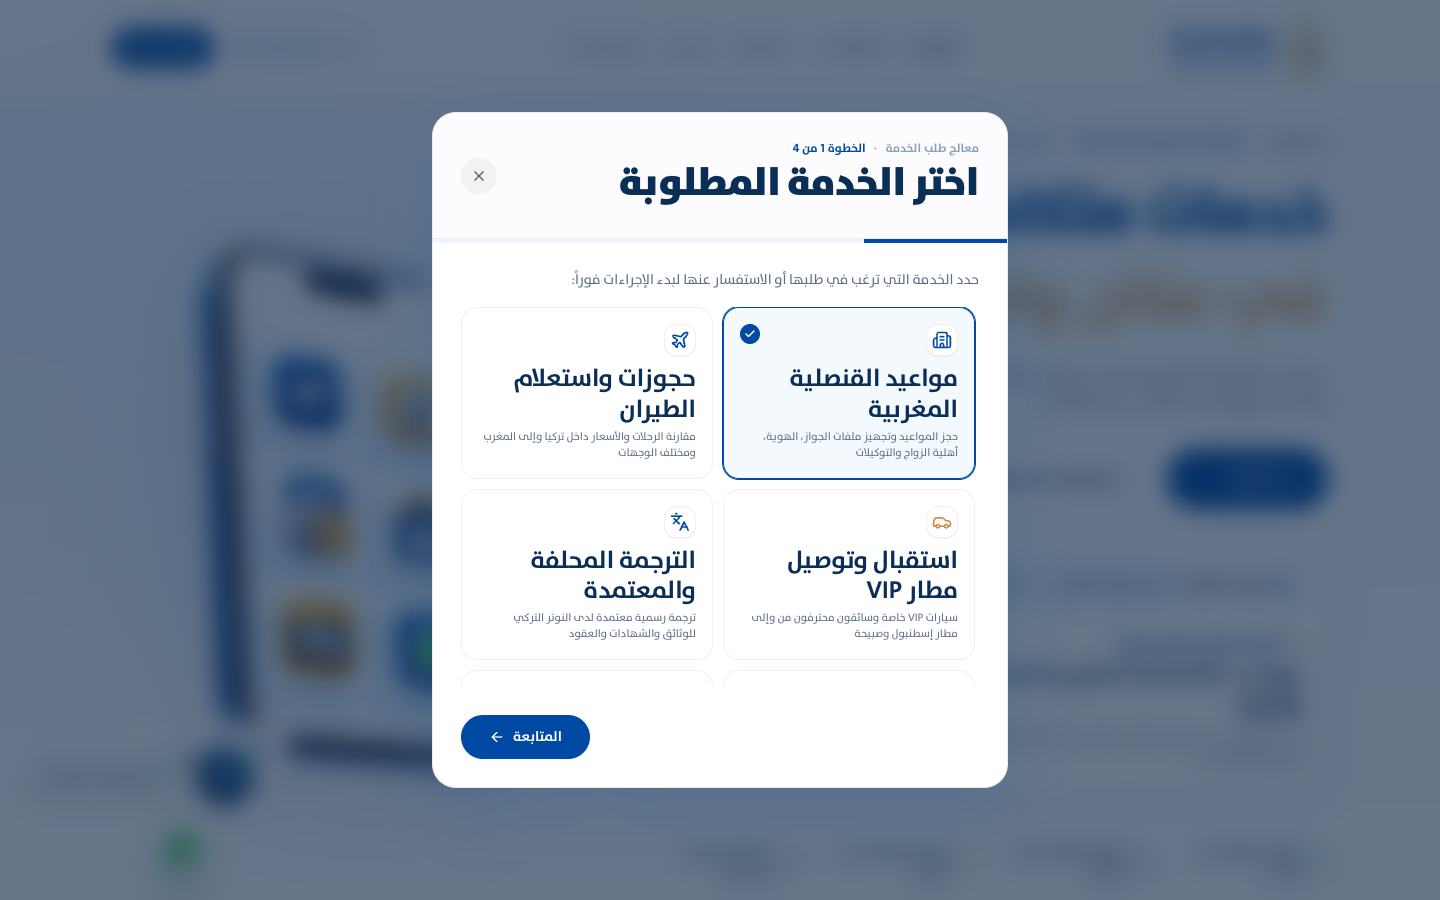 معالج طلب الخدمة · الخطوة 1 من 4
اختر الخدمة المطلوبة
حدد الخدمة التي ترغب في طلبها أو الاستفسار عنها لبدء الإجراءات فوراً:
مواعيد القنصلية
المغربية
حجز المواعيد وتجهيز ملفات الجواز، الهوية،
أهلية الزواج والتوكيلات
حجوزات واستعلام
الطيران
مقارنة الرحلات والأسعار داخل تركيا وإلى المغرب
ومختلف الوجهات
استقبال وتوصيل
مطار VIP
سيارات VIP خاصة وسائقون محترفون من وإلى
مطار إسطنبول وصبيحة
الترجمة المحلفة
والمعتمدة
ترجمة رسمية معتمدة لدى النوتر التركي
للوثائق والشهادات والعقود
المتابعة